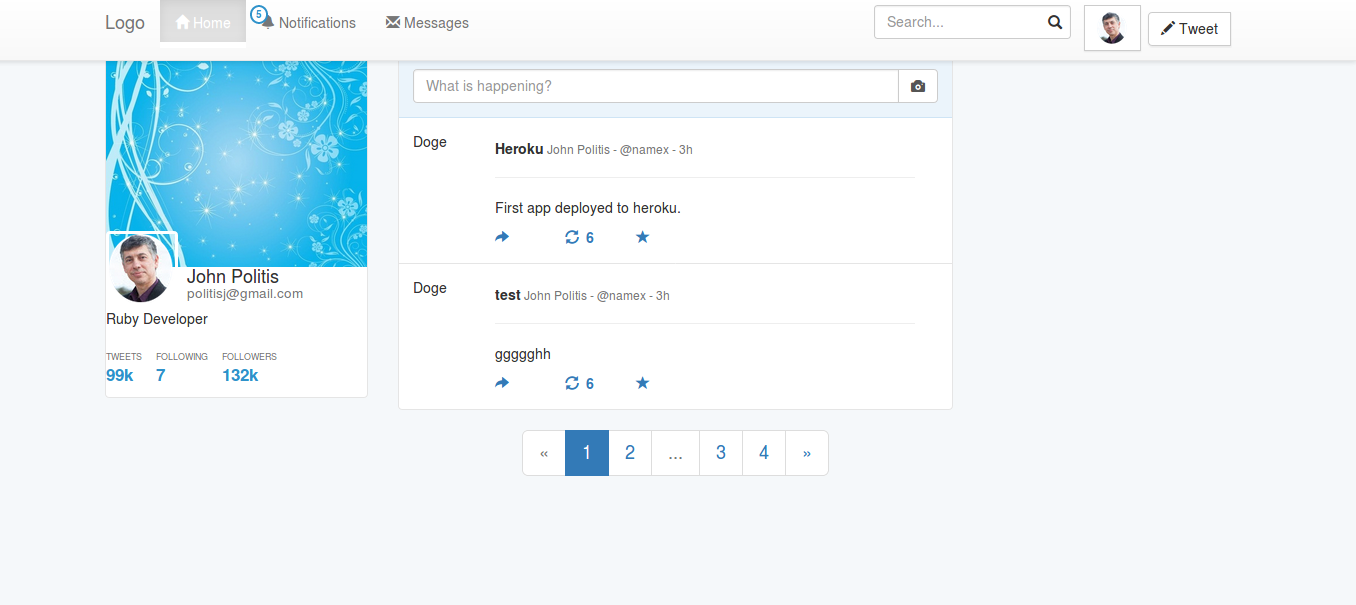 Logo Home 5 Notifications Messages Search... Tweet
John Politis
politisj@gmail.com
Ruby Developer
TWEETS FOLLOWING FOLLOWERS
99k 7 132k
What is happening?
Doge
Heroku John Politis - @namex - 3h
First app deployed to heroku.
6
Doge
test John Politis - @namex - 3h
ggggghh
6
« 1 2 ... 3 4 »